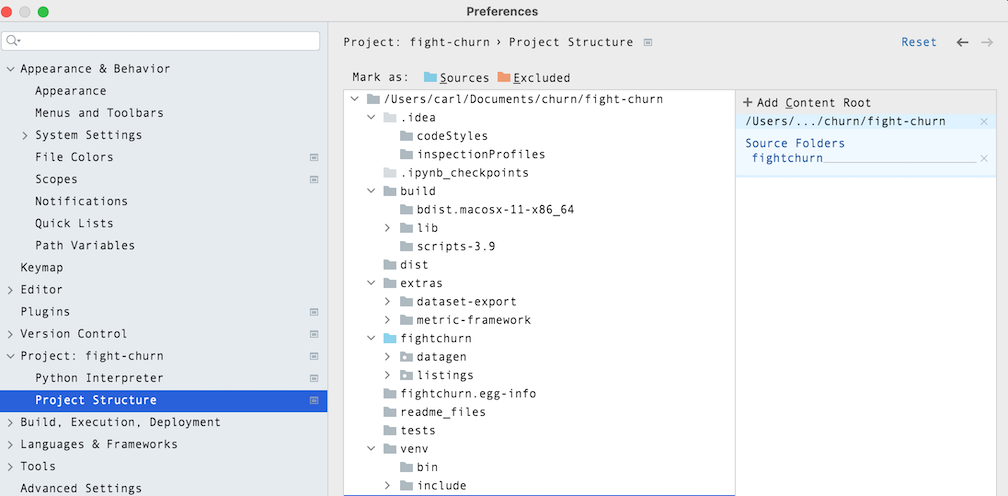 Preferences
Project: fight-churn › Project Structure
Reset
Mark as: Sources Excluded
Appearance & Behavior
Appearance
Menus and Toolbars
System Settings
File Colors
Scopes
Notifications
Quick Lists
Path Variables
Keymap
Editor
Plugins
Version Control
Project: fight-churn
Python Interpreter
Project Structure
Build, Execution, Deployment
Languages & Frameworks
Tools
Advanced Settings
/Users/carl/Documents/churn/fight-churn
.idea
codeStyles
inspectionProfiles
.ipynb_checkpoints
build
bdist.macosx-11-x86_64
lib
scripts-3.9
dist
extras
dataset-export
metric-framework
fightchurn
datagen
listings
fightchurn.egg-info
readme_files
tests
venv
bin
include
+ Add Content Root
/Users/.../churn/fight-churn
Source Folders
fightchurn